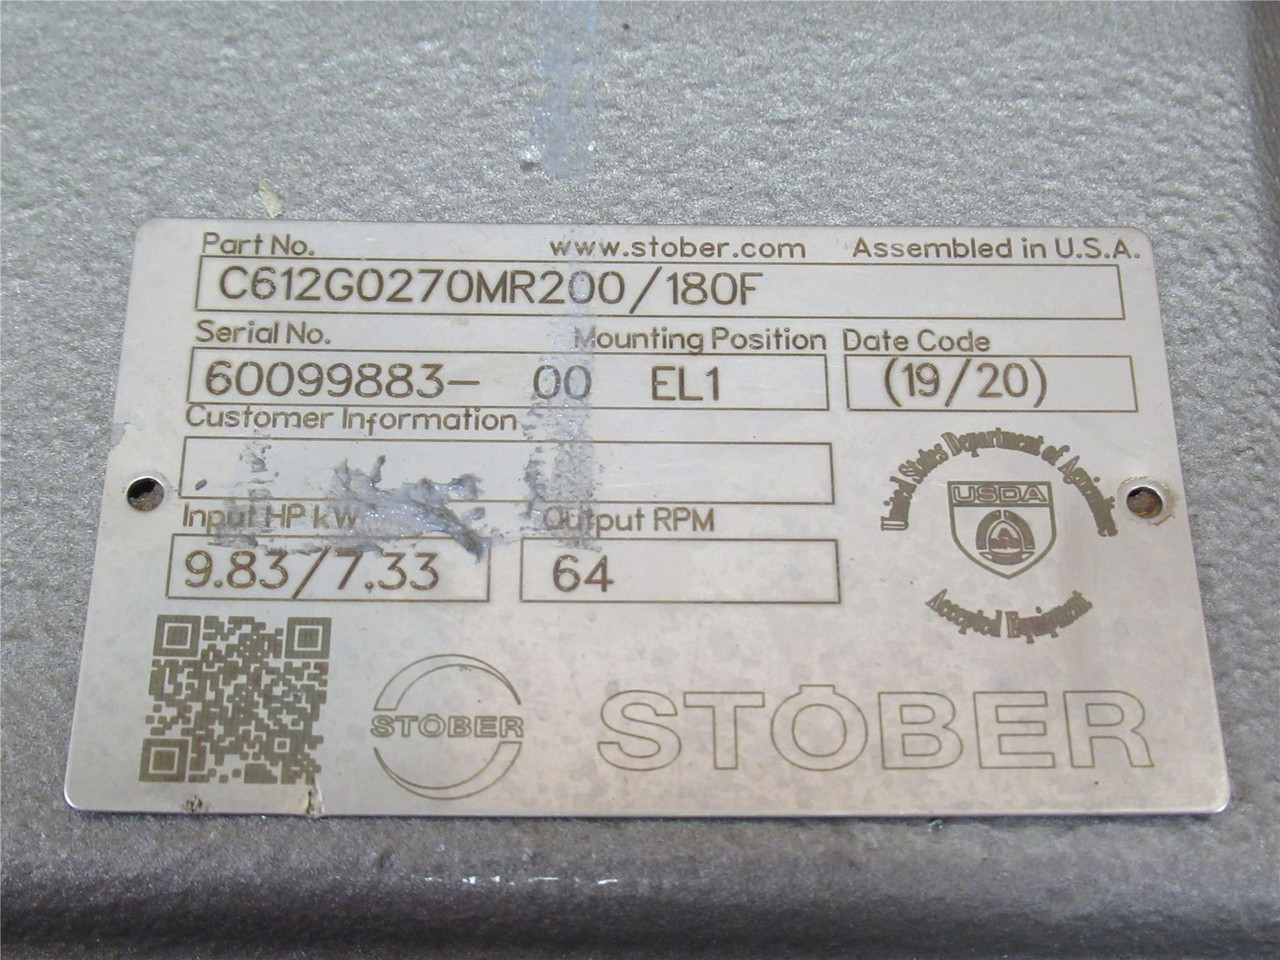 Part No. www.stober.com Assembled in U.S.A.
C612G0270MR200/180F
Serial No. Mounting Position Date Code
60099883- 00 EL1 (19/20)
Customer Information
Input HP kW Output RPM
9.83/7.33 64
United States Department of Agriculture
USDA
Accepted Equipment
STÖBER
STÖBER